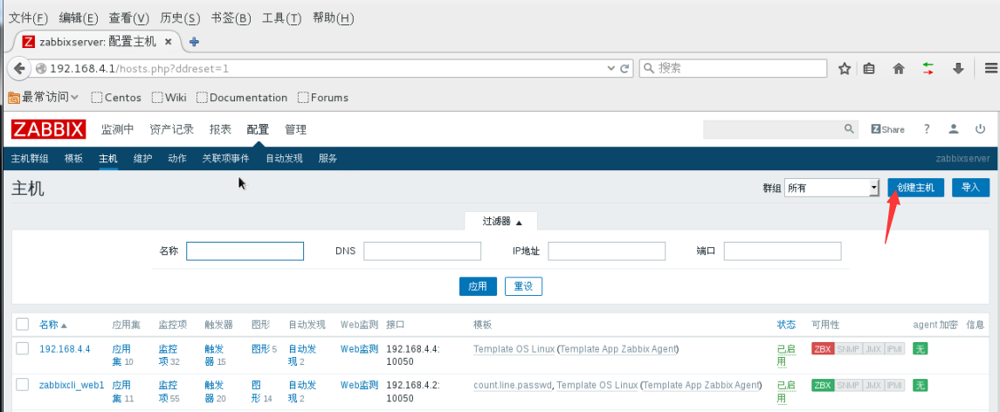 文件(F) 编辑(E) 查看(V) 历史(S) 书签(B) 工具(T) 帮助(H)
Z zabbixserver: 配置主机 ×
192.168.4.1/hosts.php?ddreset=1 搜索
最常访问 Centos Wiki Documentation Forums
ZABBIX 监测中 资产记录 报表 配置 管理 Z Share ?
主机群组 模板 主机 维护 动作 关联项事件 自动发现 服务 zabbixserver
主机 群组 所有 创建主机 导入
过滤器 ▲
名称 DNS IP地址 端口
应用 重设
名称 ▲ 应用集 监控项 触发器 图形 自动发现 Web监测 接口 模板 状态 可用性 agent 加密 信息
192.168.4.4 应用 监控 触发 图形 5 自动发 Web监测 192.168.4.4: Template OS Linux (Template App Zabbix Agent) 已启 ZBX SNMP JMX IPMI 无
集 10 项 32 器 15 现 2 10050 用
zabbixcli_web1 应用 监控 触发 图 自动发 Web监测 192.168.4.2: count.line.passwd, Template OS Linux (Template App Zabbix Agent) 已启 ZBX SNMP JMX IPMI 无
集 11 项 55 器 20 形 14 现 2 10050 用